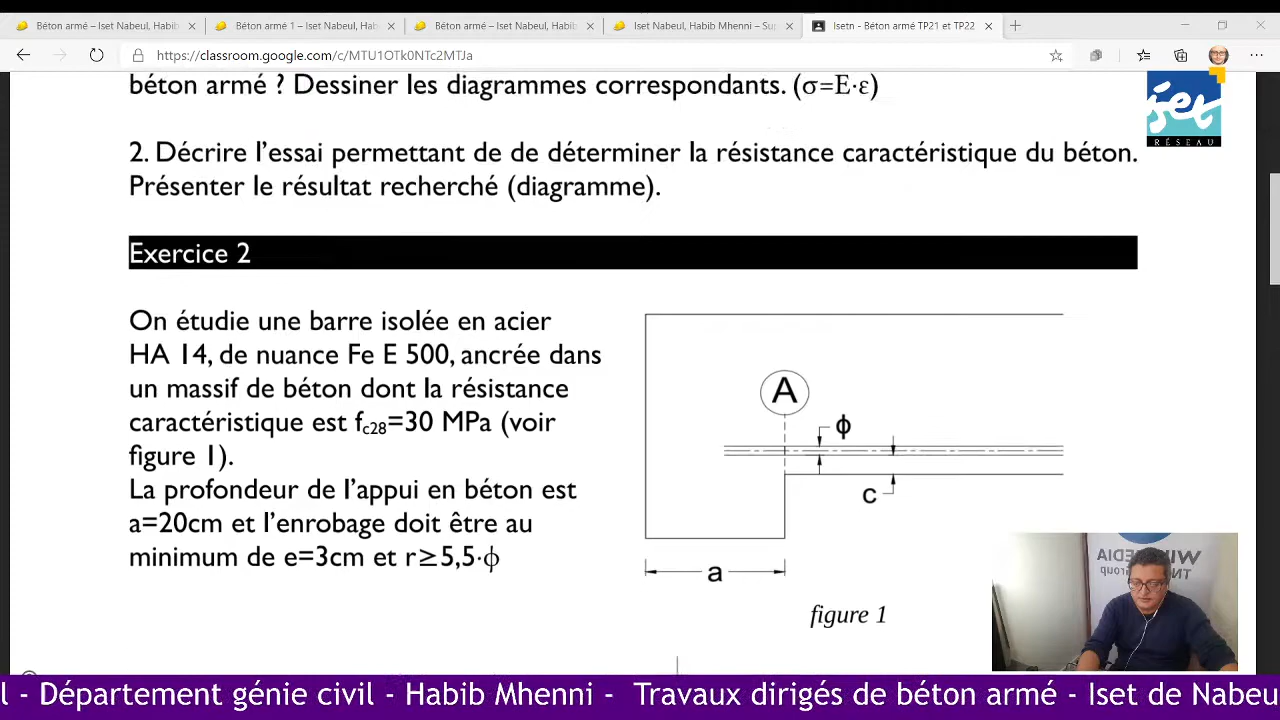 Béton armé – Iset Nabeul, Habib
Béton armé 1 – Iset Nabeul, Hab
Béton armé – Iset Nabeul, Habib
Iset Nabeul, Habib Mhenni – Su
Isetn - Béton armé TP21 et TP22
https://classroom.google.com/c/MTU1OTk0NTc2MTJa
béton armé ? Dessiner les diagrammes correspondants. (σ=E·ε)
iset
RÉSEAU
2. Décrire l’essai permettant de de déterminer la résistance caractéristique du béton.
Présenter le résultat recherché (diagramme).
Exercice 2
On étudie une barre isolée en acier
HA 14, de nuance Fe E 500, ancrée dans
un massif de béton dont la résistance
caractéristique est fc28=30 MPa (voir
figure 1).
La profondeur de l’appui en béton est
a=20cm et l’enrobage doit être au
minimum de e=3cm et r≥5,5·ϕ
A
ϕ
c
a
figure 1
l - Département génie civil - Habib Mhenni - Travaux dirigés de béton armé - Iset de Nabeu